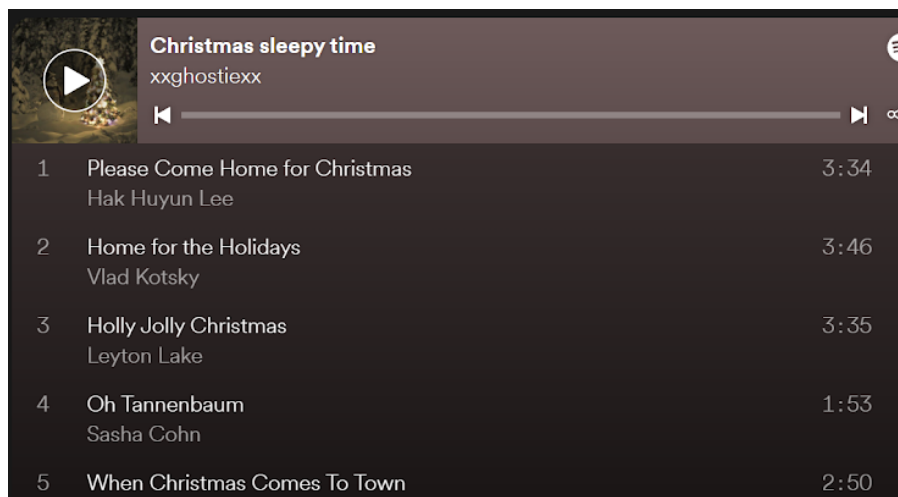 Christmas sleepy time
xxghostiexx
1 Please Come Home for Christmas 3:34
Hak Huyun Lee
2 Home for the Holidays 3:46
Vlad Kotsky
3 Holly Jolly Christmas 3:35
Leyton Lake
4 Oh Tannenbaum 1:53
Sasha Cohn
5 When Christmas Comes To Town 2:50